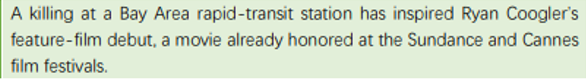 A killing at a Bay Area rapid-transit station has inspired Ryan Coogler's
feature-film debut, a movie already honored at the Sundance and Cannes
film festivals.